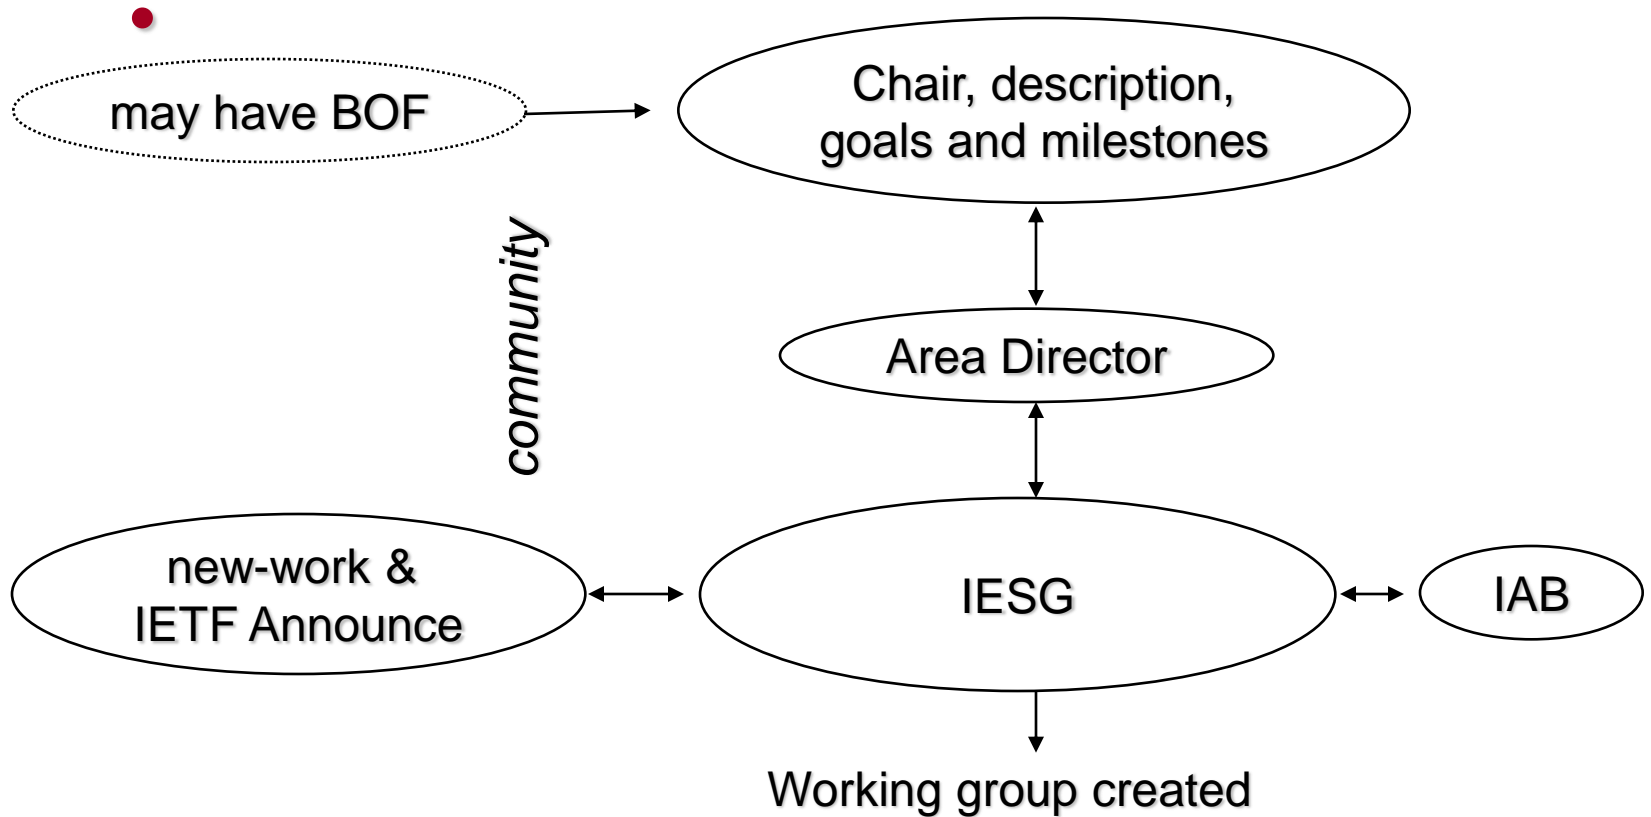 may have BOF
Chair, description,
goals and milestones
community
Area Director
new-work &
IETF Announce
IESG
IAB
Working group created